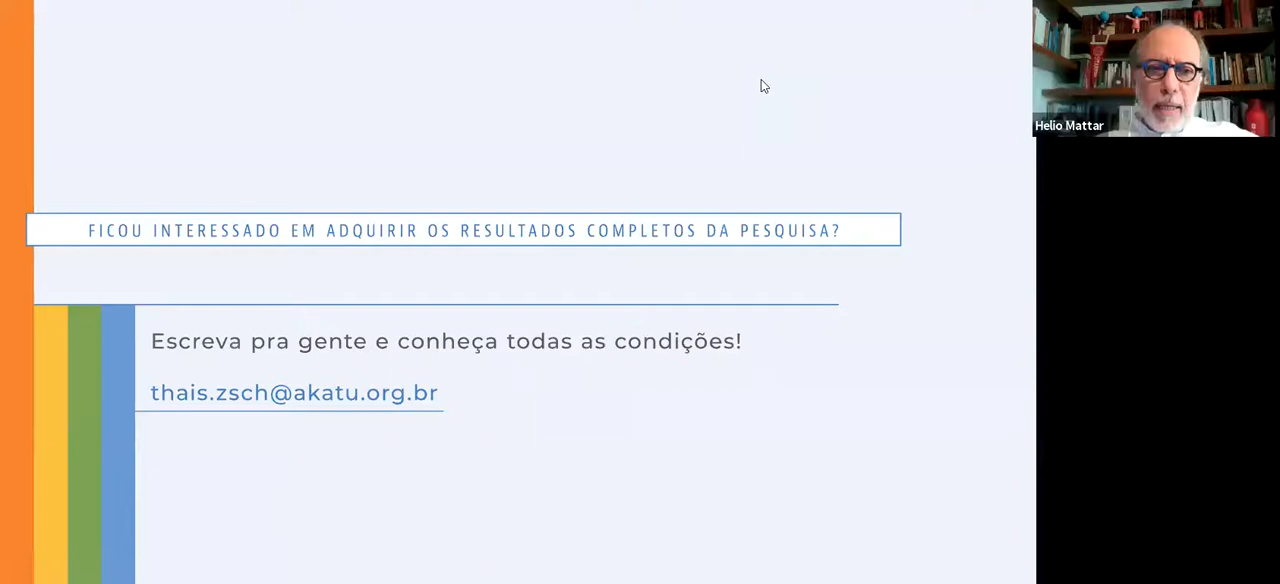 Helio Mattar
FICOU INTERESSADO EM ADQUIRIR OS RESULTADOS COMPLETOS DA PESQUISA?
Escreva pra gente e conheça todas as condições!
thais.zsch@akatu.org.br